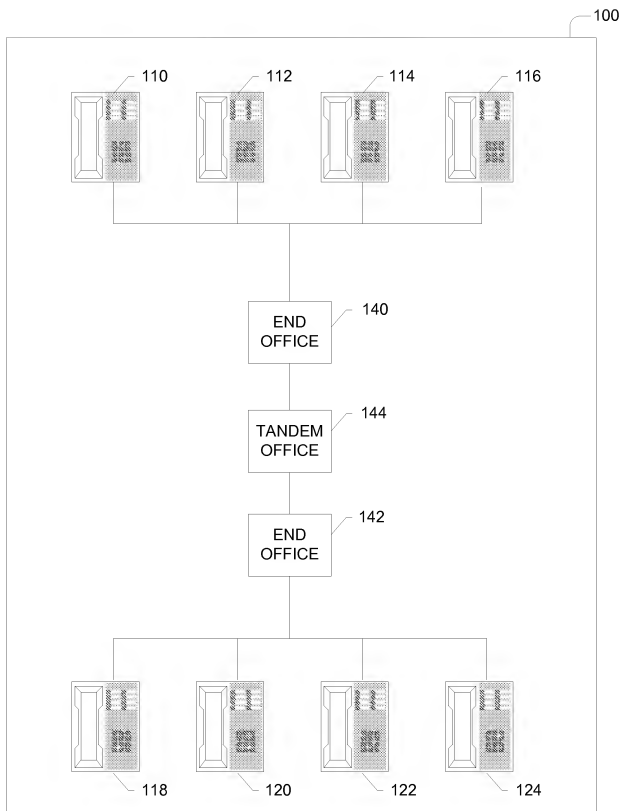 100
110 112 114 116
END
OFFICE
140
TANDEM
OFFICE
144
END
OFFICE
142
118 120 122 124